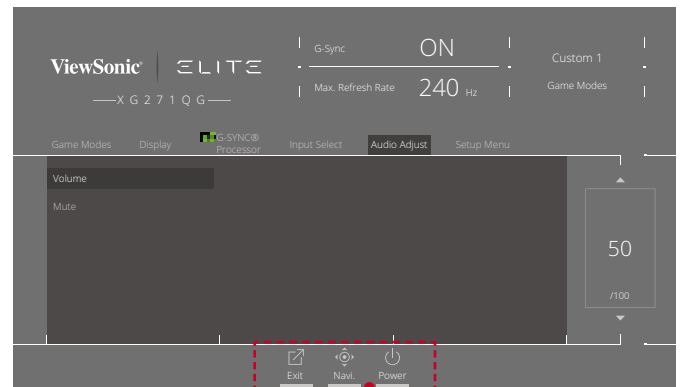 G-Sync ON
ViewSonic® ELITE
Custom 1
Max. Refresh Rate 240 Hz
Game Modes
XG271QG
Game Modes Display G-SYNC® Processor Input Select Audio Adjust Setup Menu
Volume
Mute
50
/100
Exit Navi. Power